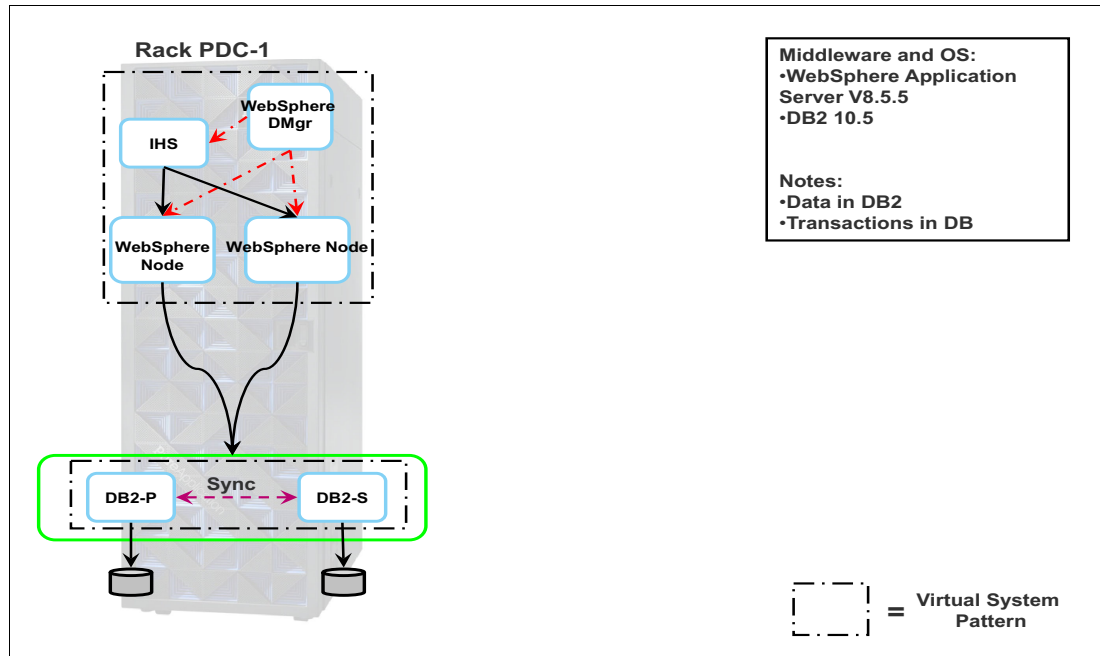 Rack PDC-1
WebSphere
DMgr
IHS
WebSphere
Node
WebSphere Node
Sync
DB2-P
DB2-S
Middleware and OS:
•WebSphere Application
Server V8.5.5
•DB2 10.5
Notes:
•Data in DB2
•Transactions in DB
= Virtual System
Pattern